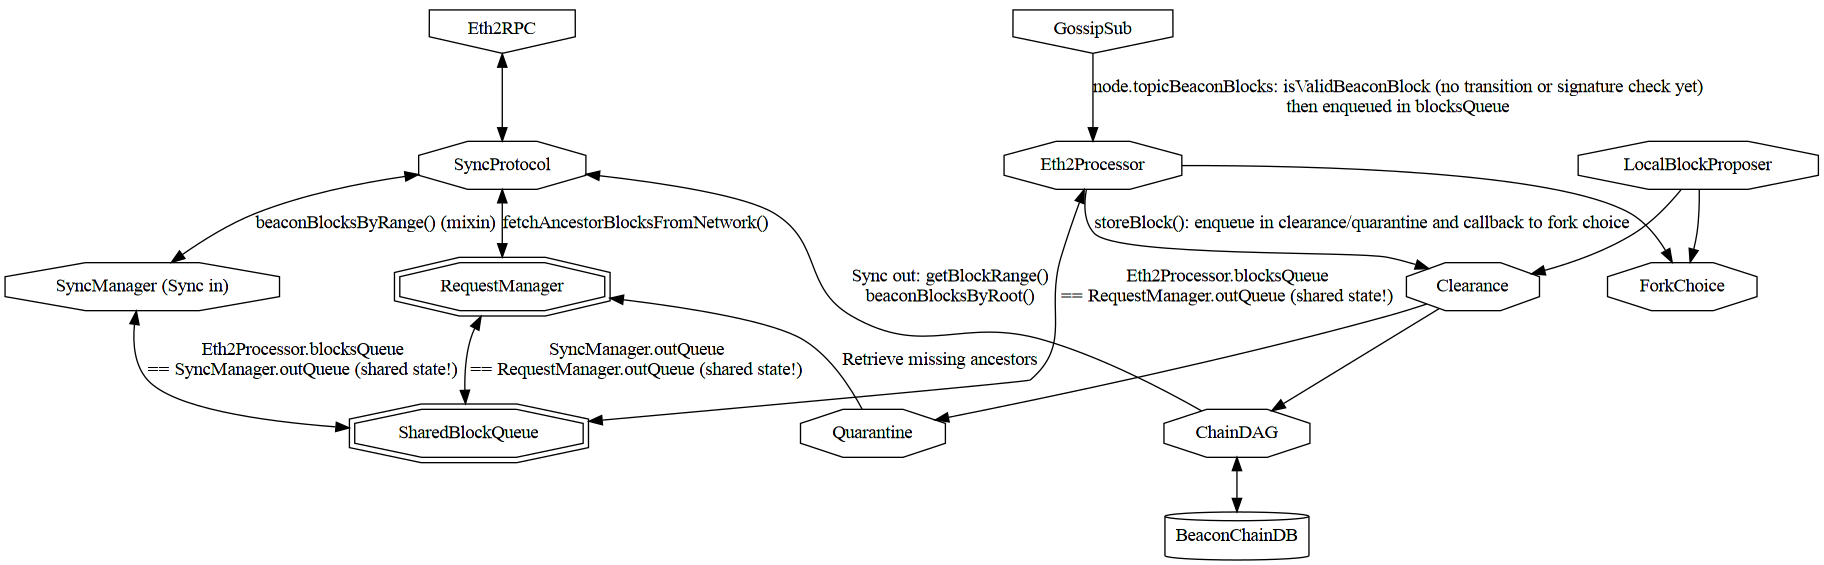 Eth2RPC
GossipSub
node.topicBeaconBlocks: isValidBeaconBlock (no transition or signature check yet)
then enqueued in blocksQueue
SyncProtocol
Eth2Processor
LocalBlockProposer
beaconBlocksByRange() (mixin)
fetchAncestorBlocksFromNetwork()
storeBlock(): enqueue in clearance/quarantine and callback to fork choice
SyncManager (Sync in)
RequestManager
Sync out: getBlockRange()
beaconBlocksByRoot()
Eth2Processor.blocksQueue
== RequestManager.outQueue (shared state!)
Clearance
ForkChoice
Eth2Processor.blocksQueue
== SyncManager.outQueue (shared state!)
SyncManager.outQueue
== RequestManager.outQueue (shared state!)
Retrieve missing ancestors
SharedBlockQueue
Quarantine
ChainDAG
BeaconChainDB